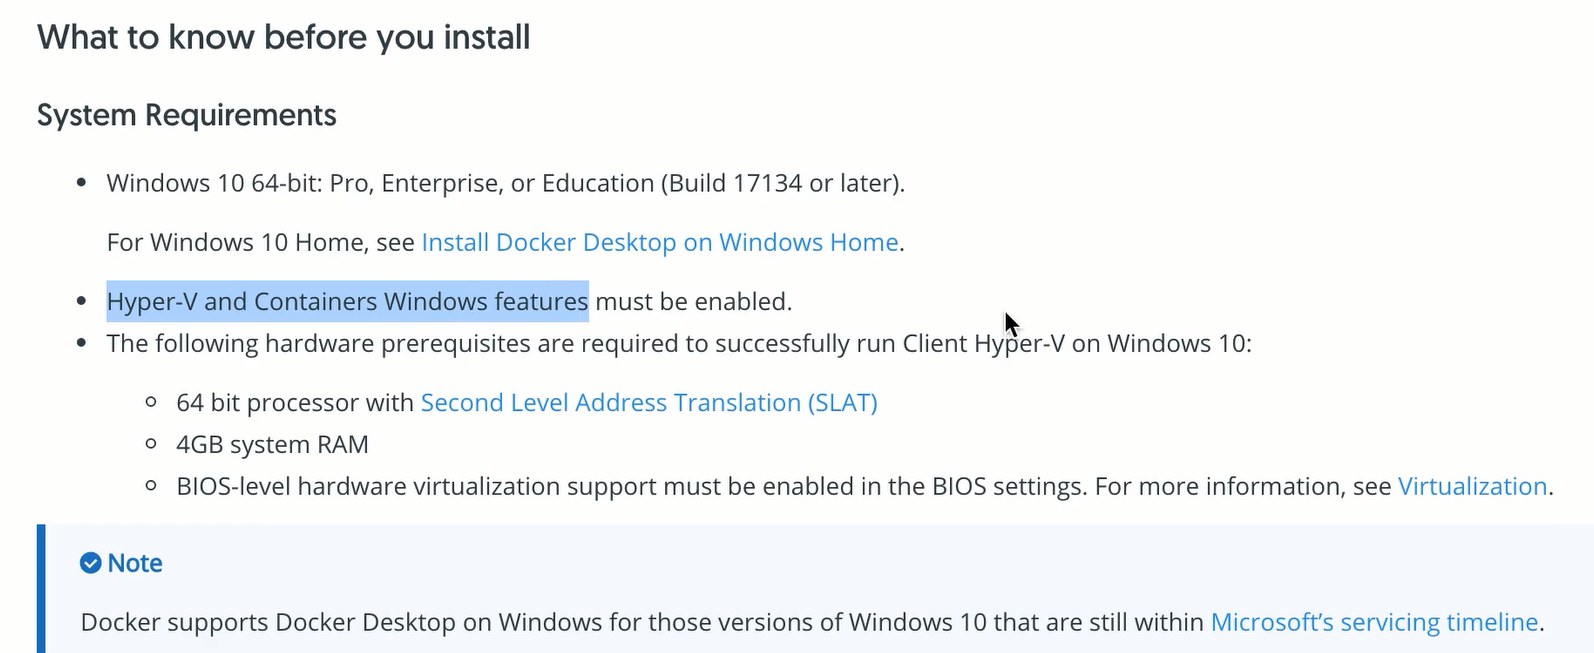 What to know before you install
System Requirements
Windows 10 64-bit: Pro, Enterprise, or Education (Build 17134 or later).
For Windows 10 Home, see Install Docker Desktop on Windows Home.
Hyper-V and Containers Windows features must be enabled.
The following hardware prerequisites are required to successfully run Client Hyper-V on Windows 10:
64 bit processor with Second Level Address Translation (SLAT)
4GB system RAM
BIOS-level hardware virtualization support must be enabled in the BIOS settings. For more information, see Virtualization.
Note
Docker supports Docker Desktop on Windows for those versions of Windows 10 that are still within Microsoft’s servicing timeline.